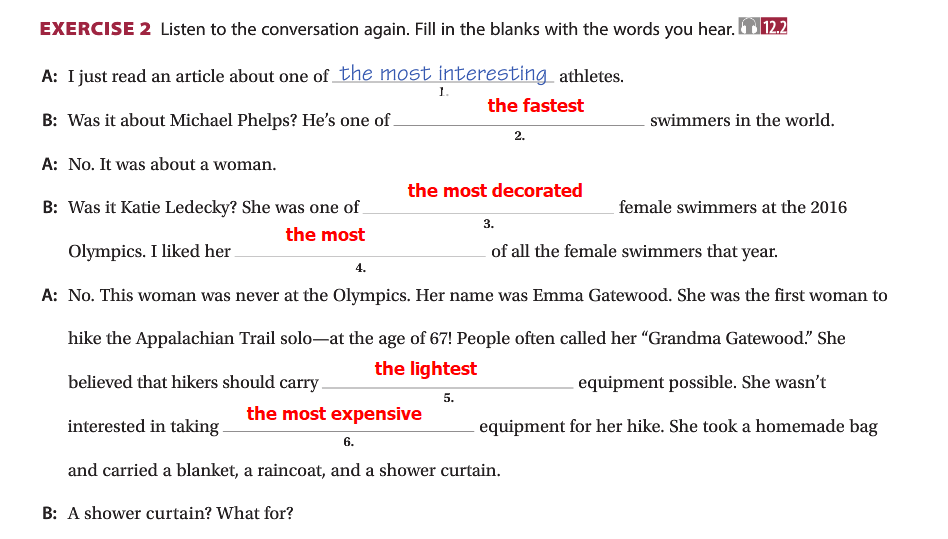 EXERCISE 2 Listen to the conversation again. Fill in the blanks with the words you hear. 12.2
A: I just read an article about one of the most interesting athletes.
1.
the fastest
B: Was it about Michael Phelps? He’s one of ____ swimmers in the world.
2.
A: No. It was about a woman.
the most decorated
B: Was it Katie Ledecky? She was one of ____ female swimmers at the 2016
3.
the most
Olympics. I liked her ____ of all the female swimmers that year.
4.
A: No. This woman was never at the Olympics. Her name was Emma Gatewood. She was the first woman to
hike the Appalachian Trail solo—at the age of 67! People often called her “Grandma Gatewood.” She
the lightest
believed that hikers should carry ____ equipment possible. She wasn’t
5.
the most expensive
interested in taking ____ equipment for her hike. She took a homemade bag
6.
and carried a blanket, a raincoat, and a shower curtain.
B: A shower curtain? What for?